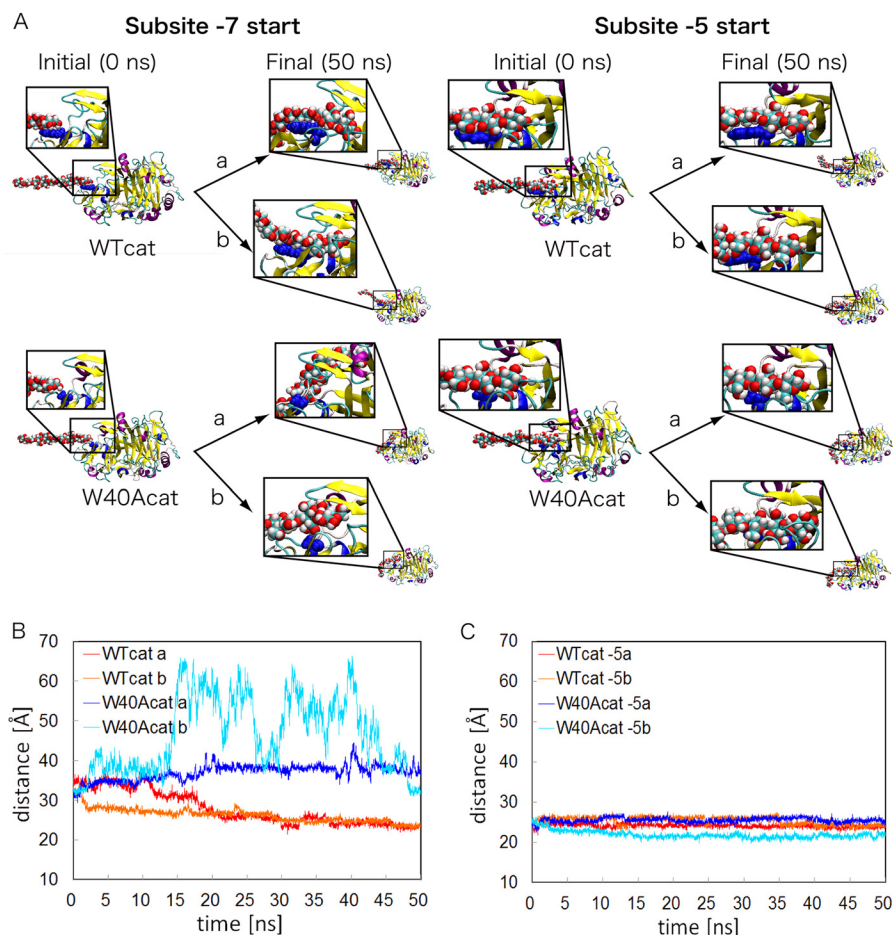 A
Subsite -7 start
Subsite -5 start
Initial (0 ns)
Final (50 ns)
Initial (0 ns)
Final (50 ns)
a
b
WTcat
a
b
WTcat
a
b
W40Acat
a
b
W40Acat
B
70
60
50
40
30
20
10
distance [Å]
WTcat a
WTcat b
W40Acat a
W40Acat b
0 5 10 15 20 25 30 35 40 45 50
time [ns]
C
70
60
50
40
30
20
10
distance [Å]
WTcat -5a
WTcat -5b
W40Acat -5a
W40Acat -5b
0 5 10 15 20 25 30 35 40 45 50
time [ns]